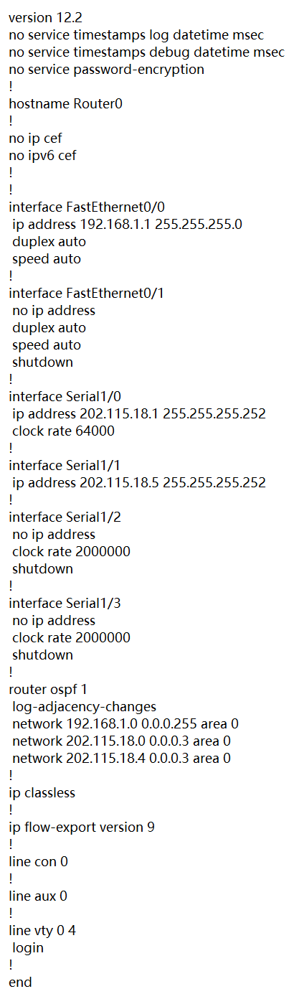 version 12.2
no service timestamps log datetime msec
no service timestamps debug datetime msec
no service password-encryption
!
hostname Router0
!
no ip cef
no ipv6 cef
!
!
interface FastEthernet0/0
 ip address 192.168.1.1 255.255.255.0
 duplex auto
 speed auto
!
interface FastEthernet0/1
 no ip address
 duplex auto
 speed auto
 shutdown
!
interface Serial1/0
 ip address 202.115.18.1 255.255.255.252
 clock rate 64000
!
interface Serial1/1
 ip address 202.115.18.5 255.255.255.252
!
interface Serial1/2
 no ip address
 clock rate 2000000
 shutdown
!
interface Serial1/3
 no ip address
 clock rate 2000000
 shutdown
!
router ospf 1
 log-adjacency-changes
 network 192.168.1.0 0.0.0.255 area 0
 network 202.115.18.0 0.0.0.3 area 0
 network 202.115.18.4 0.0.0.3 area 0
!
ip classless
!
ip flow-export version 9
!
line con 0
!
line aux 0
!
line vty 0 4
 login
!
end